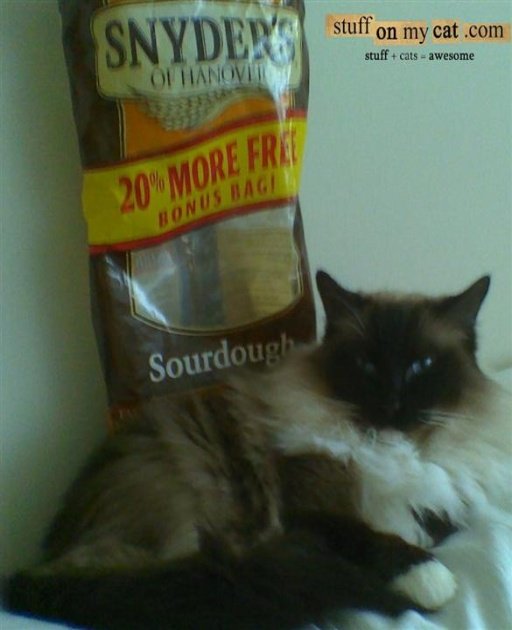 stuff on my cat .com
stuff + cats = awesome
SNYDER'S
OF HANOVER
20% MORE FREE
BONUS BAG!
Sourdough